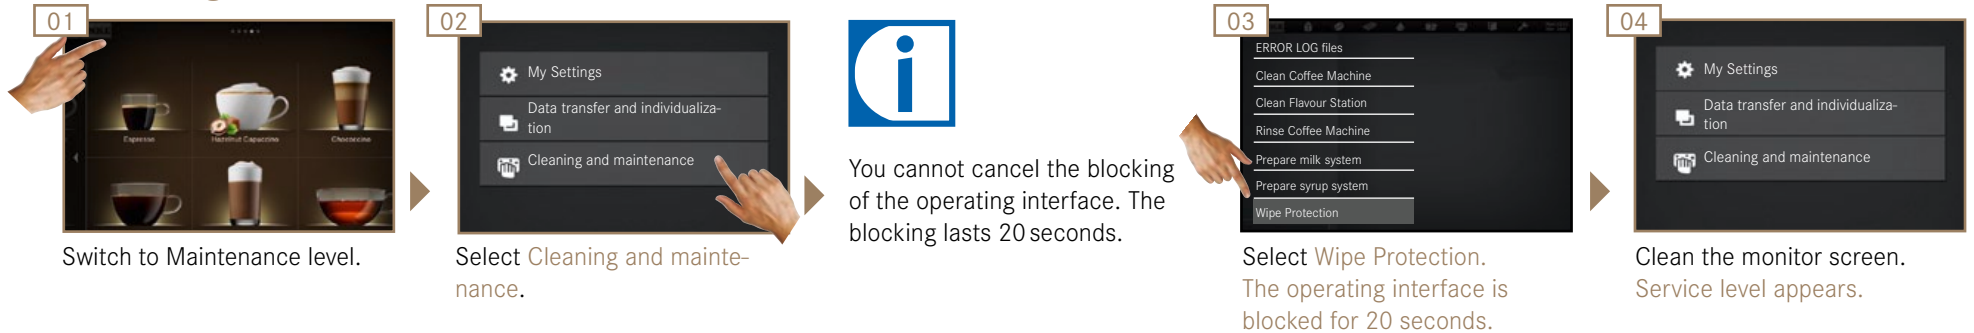 01
Espresso
Hazelnut Capuccino
Chococcino
Switch to Maintenance level.
02
My Settings
Data transfer and individualiza-
tion
Cleaning and maintenance
Select Cleaning and mainte-
nance.
i
You cannot cancel the blocking
of the operating interface. The
blocking lasts 20 seconds.
03
ERROR LOG files
Clean Coffee Machine
Clean Flavour Station
Rinse Coffee Machine
Prepare milk system
Prepare syrup system
Wipe Protection
Select Wipe Protection.
The operating interface is
blocked for 20 seconds.
04
My Settings
Data transfer and individualiza-
tion
Cleaning and maintenance
Clean the monitor screen.
Service level appears.